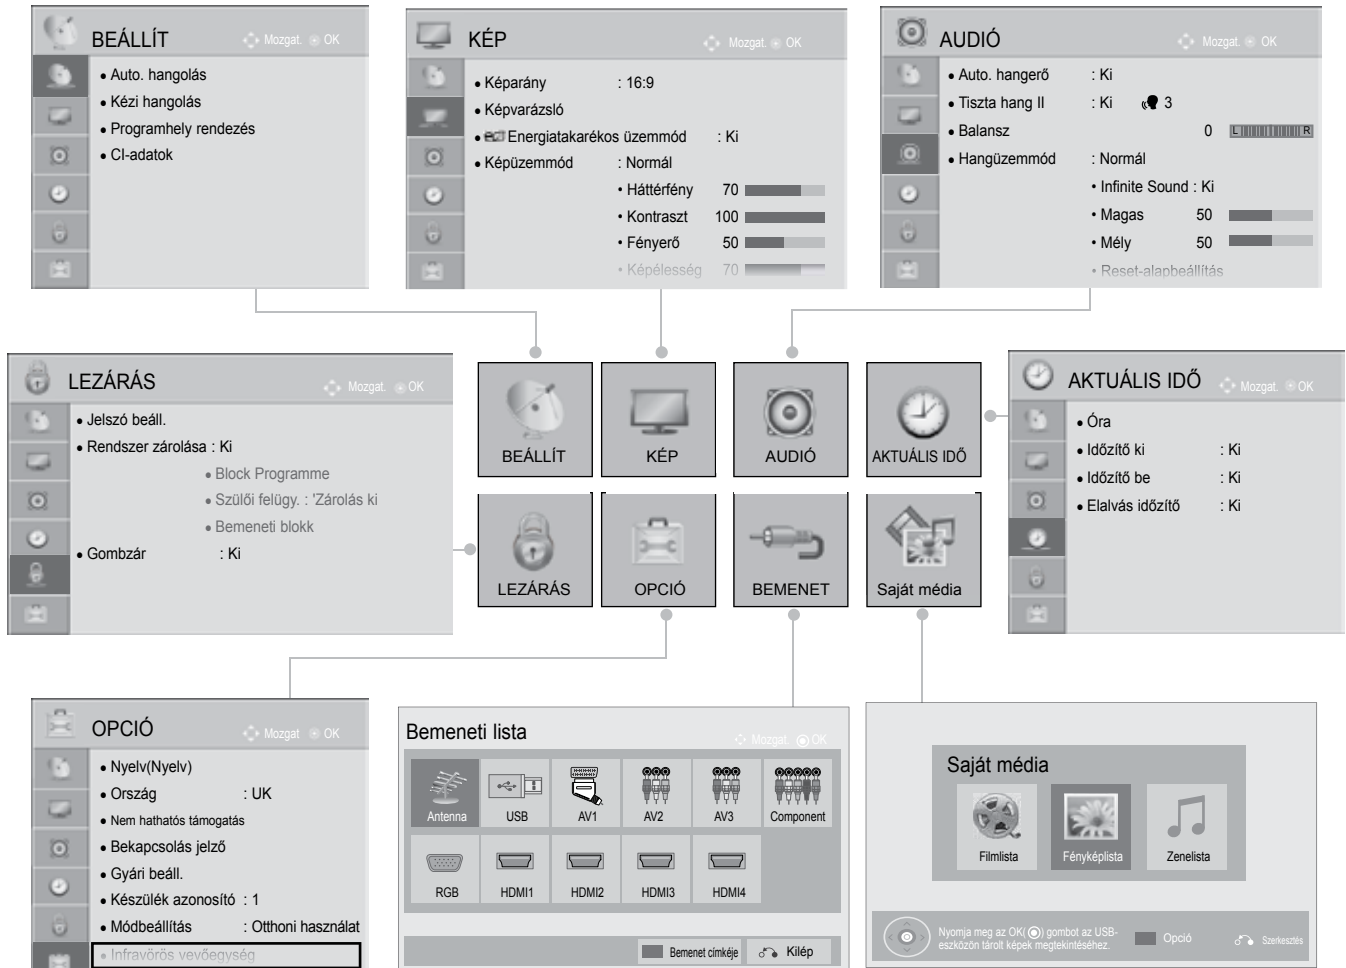 BEÁLLÍT
Mozgat. OK
• Auto. hangolás
• Kézi hangolás
• Programhely rendezés
• CI-adatok
KÉP
Mozgat. OK
• Képarány : 16:9
• Képvarázsló
• Energiatakarékos üzemmód : Ki
• Képüzemmód : Normál
• Háttérfény 70
• Kontraszt 100
• Fényerő 50
• Képélesség 70
AUDIÓ
Mozgat. OK
• Auto. hangerő : Ki
• Tiszta hang II : Ki 3
• Balansz 0 L R
• Hangüzemmód : Normál
• Infinite Sound : Ki
• Magas 50
• Mély 50
• Reset-alapbeállítás
LEZÁRÁS
Mozgat. OK
• Jelszó beáll.
• Rendszer zárolása : Ki
• Block Programme
• Szülői felügy. : 'Zárolás ki
• Bemeneti blokk
• Gombzár : Ki
BEÁLLÍT
KÉP
AUDIÓ
AKTUÁLIS IDŐ
LEZÁRÁS
OPCIÓ
BEMENET
Saját média
AKTUÁLIS IDŐ
Mozgat. OK
• Óra
• Időzítő ki : Ki
• Időzítő be : Ki
• Elalvás időzítő : Ki
OPCIÓ
Mozgat OK
• Nyelv(Nyelv)
• Ország : UK
• Nem hathatós támogatás
• Bekapcsolás jelző
• Gyári beáll.
• Készülék azonosító : 1
• Módbeállítás : Otthoni használat
• Infravörös vevőegység
Bemeneti lista
Mozgat. OK
Antenna
USB
AV1
AV2
AV3
Component
RGB
HDMI1
HDMI2
HDMI3
HDMI4
Bemenet címkéje
Kilép
Saját média
Filmlista
Fényképlista
Zenelista
Nyomja meg az OK( ) gombot az USB-
eszközön tárolt képek megtekintéséhez.
Opció
Szerkesztés